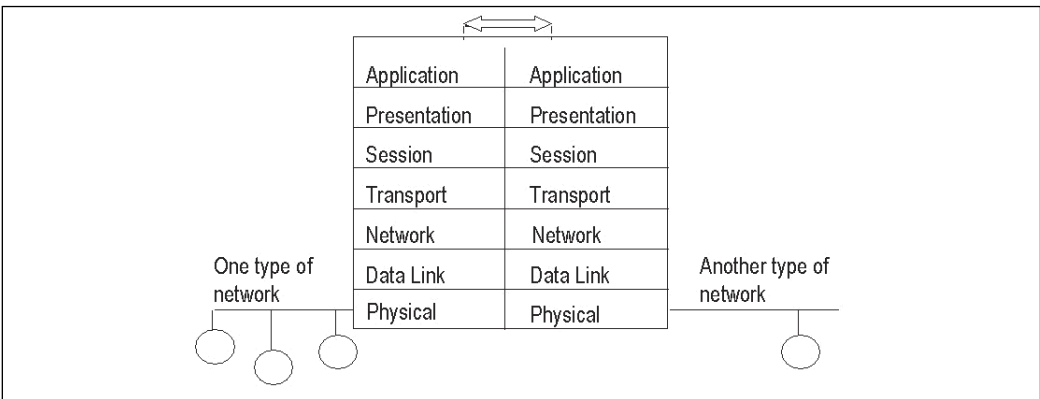 Application Application
Presentation Presentation
Session Session
Transport Transport
Network Network
One type of
network
Data Link Data Link
Another type of
network
Physical Physical